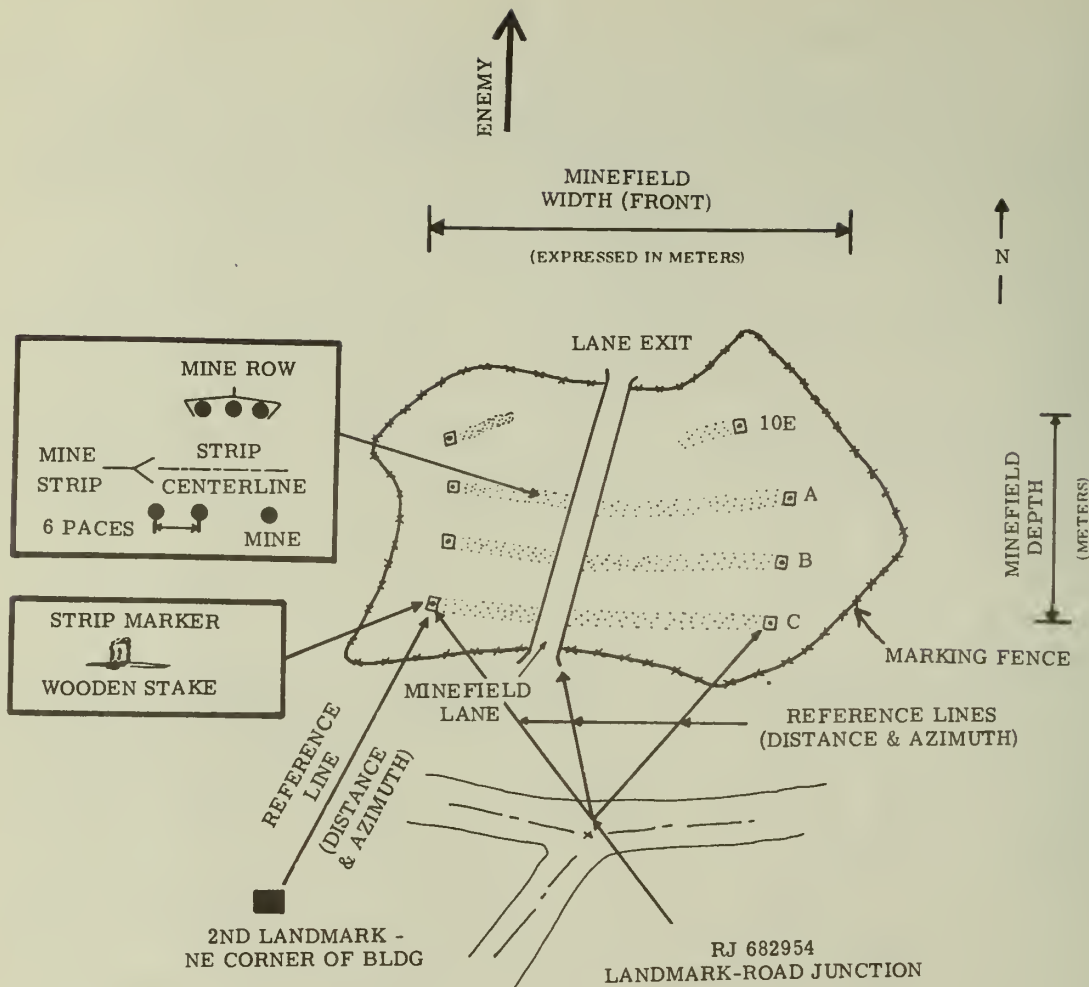 ENEMY
MINEFIELD
WIDTH (FRONT)
(EXPRESSED IN METERS)
N
LANE EXIT
MINE ROW
MINE
STRIP
STRIP
CENTERLINE
6 PACES
MINE
10E
A
B
C
MINEFIELD
DEPTH
(METERS)
STRIP MARKER
WOODEN STAKE
MARKING FENCE
MINEFIELD
LANE
REFERENCE LINES
(DISTANCE & AZIMUTH)
REFERENCE
LINE
(DISTANCE
& AZIMUTH)
2ND LANDMARK -
NE CORNER OF BLDG
RJ 682954
LANDMARK-ROAD JUNCTION